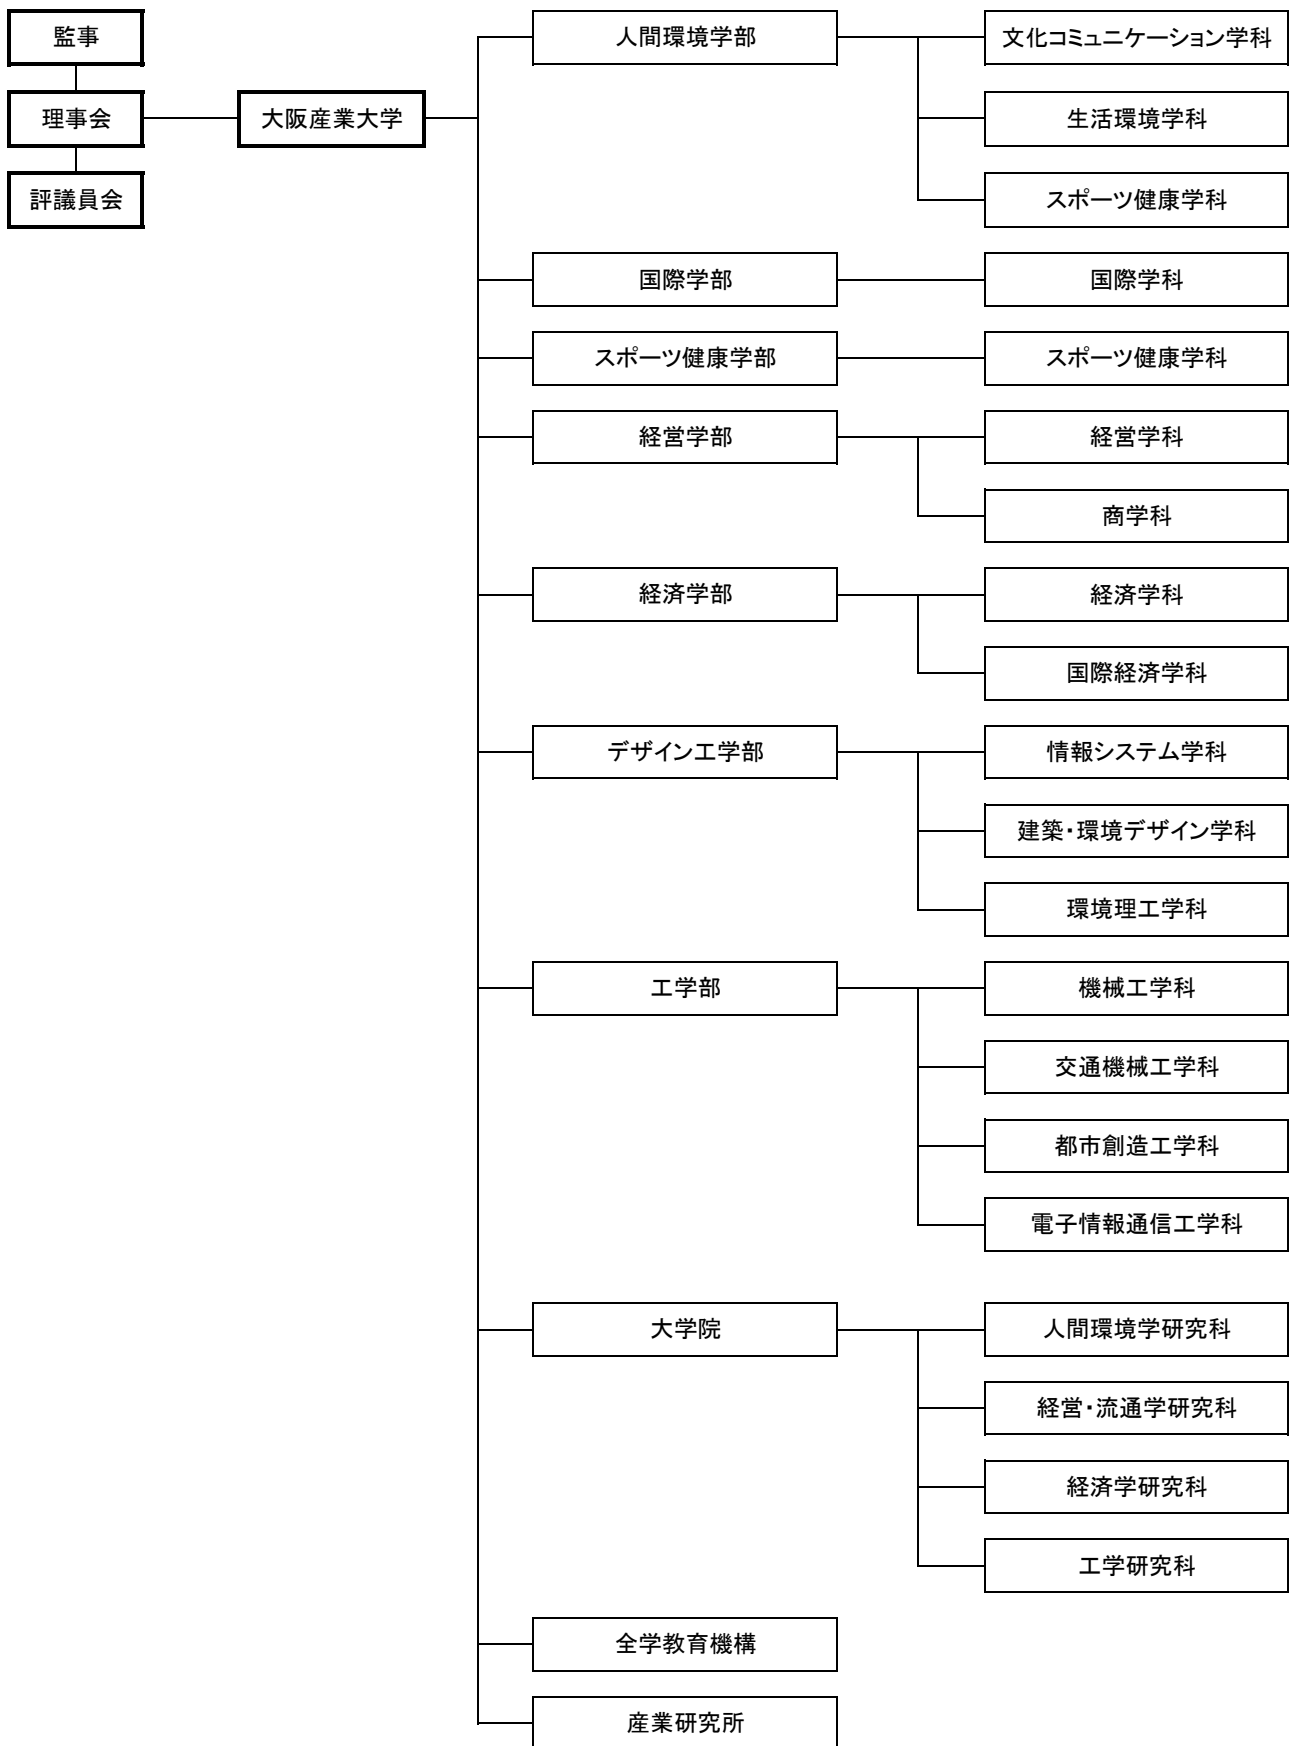 監事
理事会
評議員会
大阪産業大学
人間環境学部
文化コミュニケーション学科
生活環境学科
スポーツ健康学科
国際学部
国際学科
スポーツ健康学部
スポーツ健康学科
経営学部
経営学科
商学科
経済学部
経済学科
国際経済学科
デザイン工学部
情報システム学科
建築・環境デザイン学科
環境理工学科
工学部
機械工学科
交通機械工学科
都市創造工学科
電子情報通信工学科
大学院
人間環境学研究科
経営・流通学研究科
経済学研究科
工学研究科
全学教育機構
産業研究所